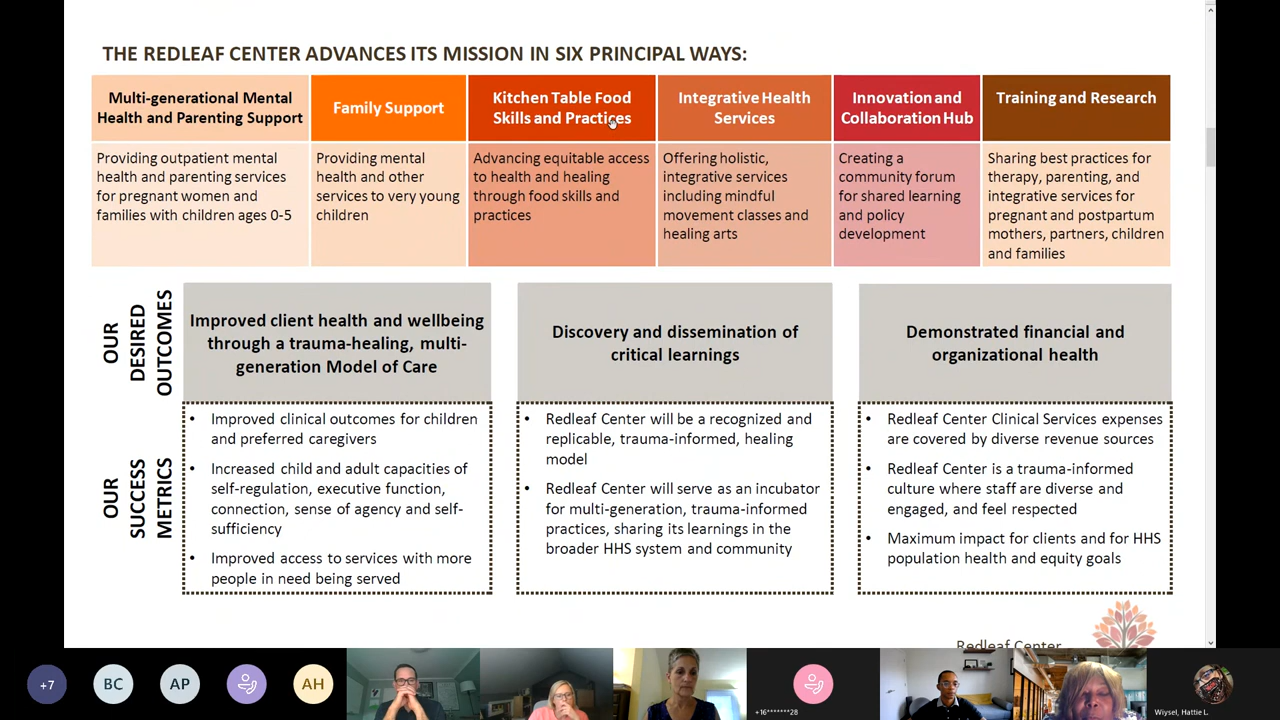 THE REDLEAF CENTER ADVANCES ITS MISSION IN SIX PRINCIPAL WAYS:
Multi-generational Mental
Health and Parenting Support
Providing outpatient mental
health and parenting services
for pregnant women and
families with children ages 0-5
Family Support
Providing mental
health and other
services to very young
children
Kitchen Table Food
Skills and Practices
Advancing equitable access
to health and healing
through food skills and
practices
Integrative Health
Services
Offering holistic,
integrative services
including mindful
movement classes and
healing arts
Innovation and
Collaboration Hub
Creating a
community forum
for shared learning
and policy
development
Training and Research
Sharing best practices for
therapy, parenting, and
integrative services for
pregnant and postpartum
mothers, partners, children
and families
OUR
DESIRED
OUTCOMES
Improved client health and wellbeing
through a trauma-healing, multi-
generation Model of Care
Discovery and dissemination of
critical learnings
Demonstrated financial and
organizational health
OUR
SUCCESS
METRICS
• Improved clinical outcomes for children
and preferred caregivers
• Increased child and adult capacities of
self-regulation, executive function,
connection, sense of agency and self-
sufficiency
• Improved access to services with more
people in need being served
• Redleaf Center will be a recognized and
replicable, trauma-informed, healing
model
• Redleaf Center will serve as an incubator
for multi-generation, trauma-informed
practices, sharing its learnings in the
broader HHS system and community
• Redleaf Center Clinical Services expenses
are covered by diverse revenue sources
• Redleaf Center is a trauma-informed
culture where staff are diverse and
engaged, and feel respected
• Maximum impact for clients and for HHS
population health and equity goals
Redleaf Center
+7
BC
AP
AH
+16*******28
Wiysel, Hattie L.